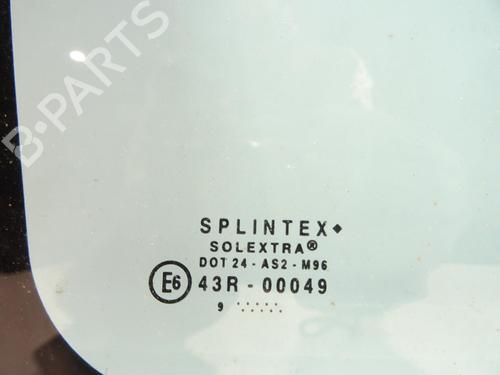 B-PARTS
SPLINTEX
SOLEXTRA®
DOT 24 - AS2 - M96
E6 43R - 00049
9